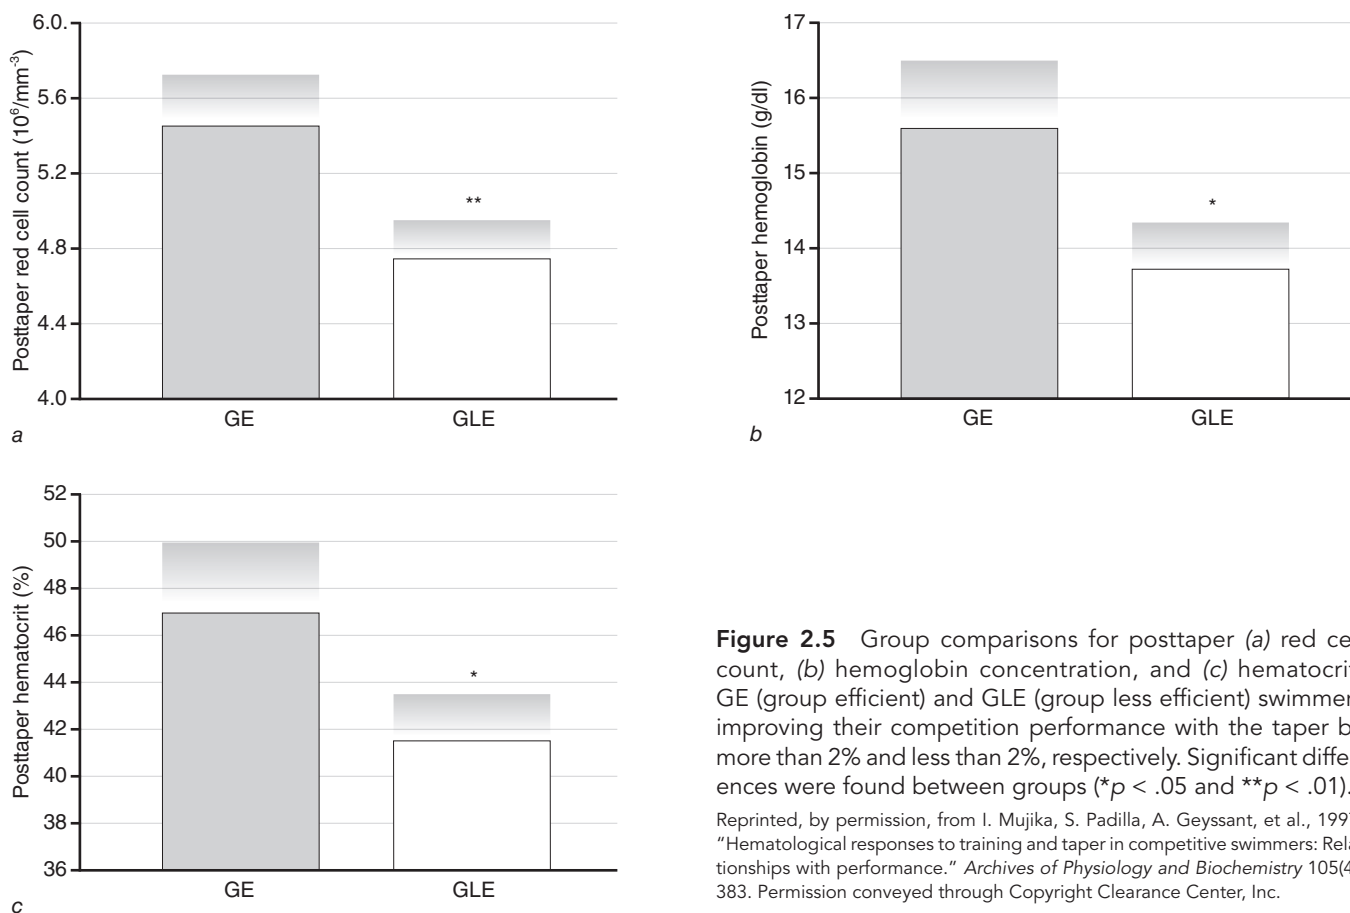 6.0.
5.6
5.2
4.8
4.4
4.0
Posttaper red cell count (10⁶/mm⁻³)
**
GE GLE
a
17
16
15
14
13
12
Posttaper hemoglobin (g/dl)
*
GE GLE
b
52
50
48
46
44
42
40
38
36
Posttaper hematocrit (%)
*
GE GLE
c
Figure 2.5 Group comparisons for posttaper (a) red ce
count, (b) hemoglobin concentration, and (c) hematocri
GE (group efficient) and GLE (group less efficient) swimmer
improving their competition performance with the taper b
more than 2% and less than 2%, respectively. Significant diffe
ences were found between groups (*p < .05 and **p < .01).
Reprinted, by permission, from I. Mujika, S. Padilla, A. Geyssant, et al., 199
“Hematological responses to training and taper in competitive swimmers: Rela
tionships with performance.” Archives of Physiology and Biochemistry 105(4
383. Permission conveyed through Copyright Clearance Center, Inc.